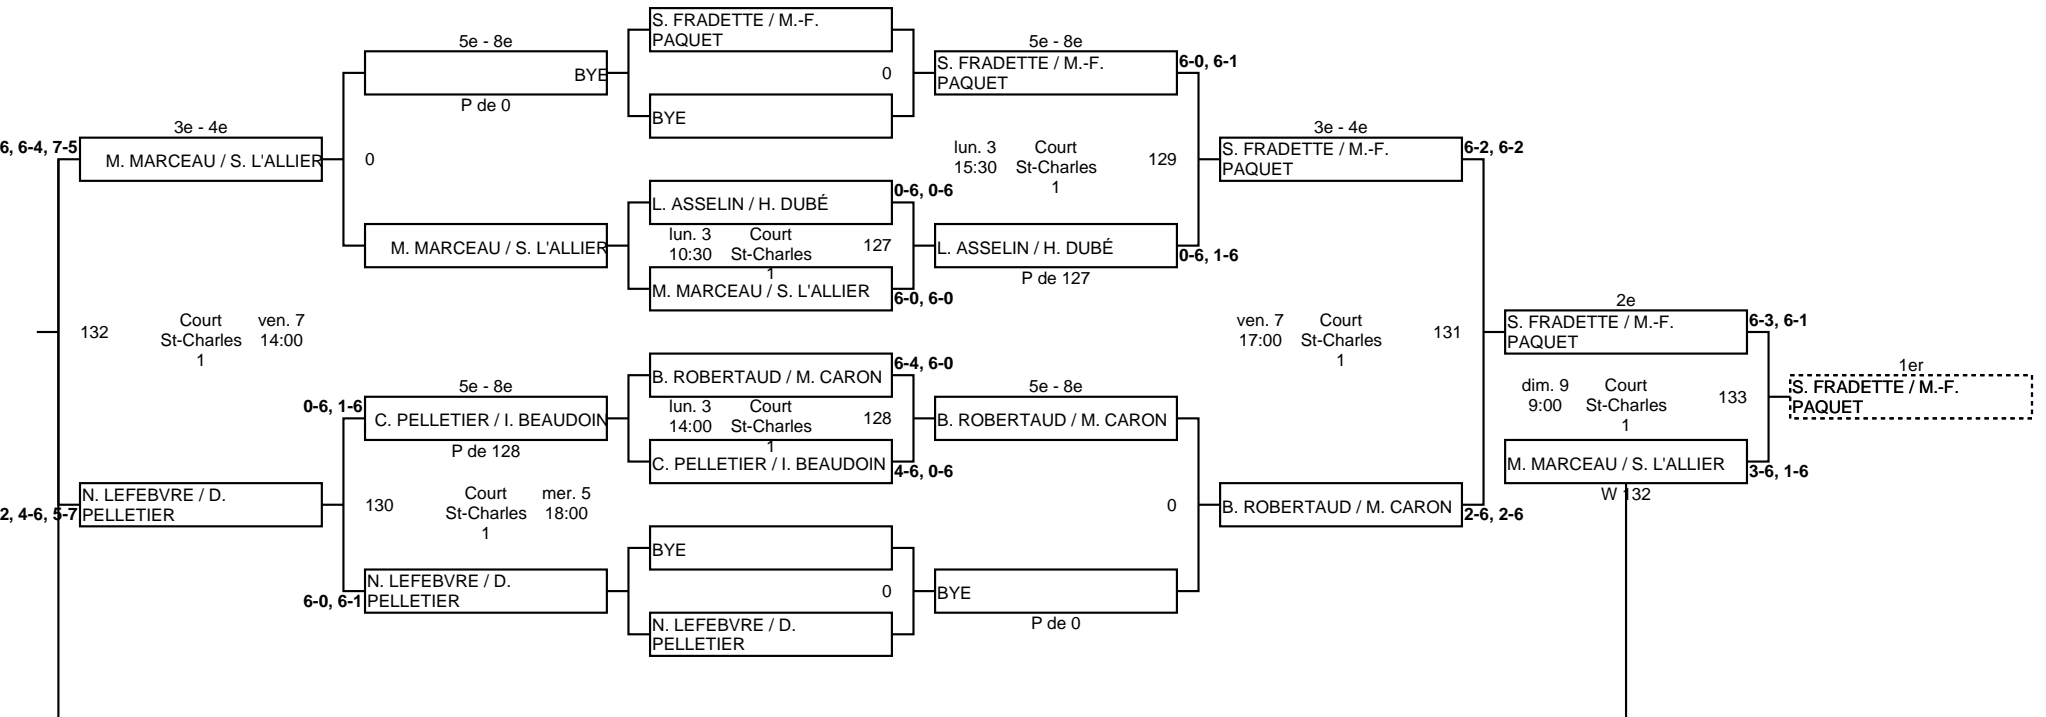 3e - 4e
6, 6-4, 7-5
M. MARCEAU / S. L'ALLIER
132
Court
St-Charles
1
ven. 7
14:00
N. LEFEBVRE / D.
PELLETIER
2, 4-6, 5-7
5e - 8e
BYE
P de 0
0
M. MARCEAU / S. L'ALLIER
5e - 8e
0-6, 1-6
C. PELLETIER / I. BEAUDOIN
P de 128
130
Court
St-Charles
1
mer. 5
18:00
N. LEFEBVRE / D.
PELLETIER
6-0, 6-1
S. FRADETTE / M.-F.
PAQUET
0
BYE
0-6, 0-6
L. ASSELIN / H. DUBÉ
lun. 3
10:30
Court
St-Charles
1
127
M. MARCEAU / S. L'ALLIER
6-0, 6-0
6-4, 6-0
B. ROBERTAUD / M. CARON
lun. 3
14:00
Court
St-Charles
1
128
C. PELLETIER / I. BEAUDOIN
4-6, 0-6
BYE
0
N. LEFEBVRE / D.
PELLETIER
5e - 8e
S. FRADETTE / M.-F.
PAQUET
6-0, 6-1
lun. 3
15:30
Court
St-Charles
1
129
L. ASSELIN / H. DUBÉ
0-6, 1-6
P de 127
5e - 8e
B. ROBERTAUD / M. CARON
0
BYE
P de 0
3e - 4e
S. FRADETTE / M.-F.
PAQUET
6-2, 6-2
ven. 7
17:00
Court
St-Charles
1
131
B. ROBERTAUD / M. CARON
2-6, 2-6
2e
S. FRADETTE / M.-F.
PAQUET
6-3, 6-1
dim. 9
9:00
Court
St-Charles
1
133
M. MARCEAU / S. L'ALLIER
3-6, 1-6
W 132
1er
S. FRADETTE / M.-F.
PAQUET